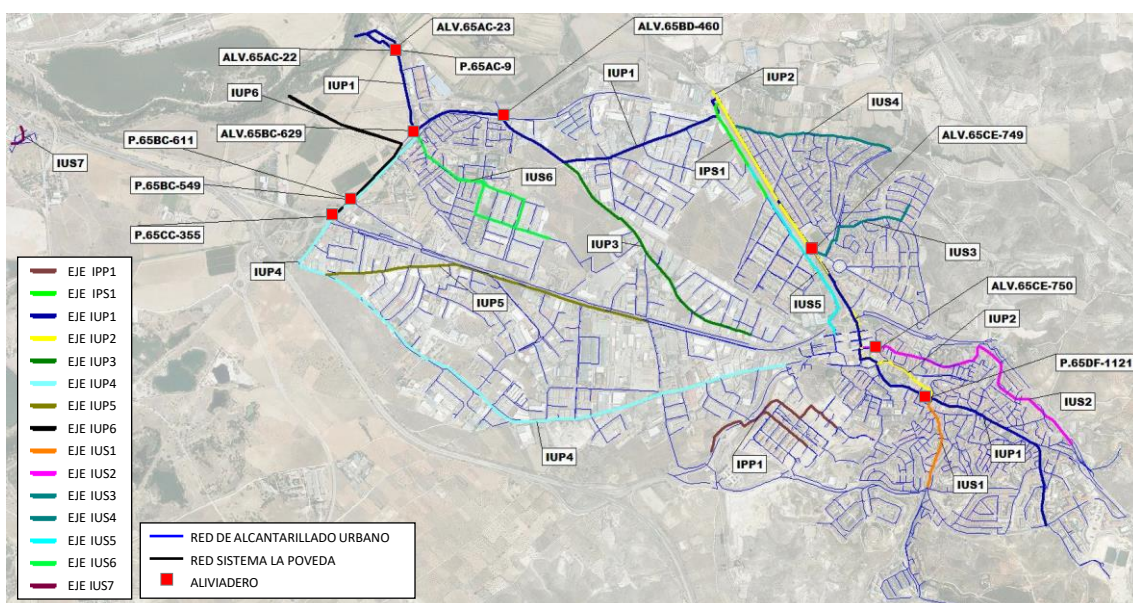 ALV.65AC-23
ALV.65BD-460
ALV.65AC-22
P.65AC-9
IUP1
IUP2
IUP1
IUS4
IUP6
ALV.65CE-749
ALV.65BC-629
P.65BC-611
IUS7
IUS6
IPS1
P.65BC-549
P.65CC-355
IUP3
IUS3
IUP4
IUP5
IUS5
ALV.65CE-750
IUP2
P.65DF-1121
IUS2
IUP4
IPP1
IUP1
IUS1
EJE IPP1
EJE IPS1
EJE IUP1
EJE IUP2
EJE IUP3
EJE IUP4
EJE IUP5
EJE IUP6
EJE IUS1
EJE IUS2
EJE IUS3
EJE IUS4
EJE IUS5
EJE IUS6
EJE IUS7
RED DE ALCANTARILLADO URBANO
RED SISTEMA LA POVEDA
ALIVIADERO